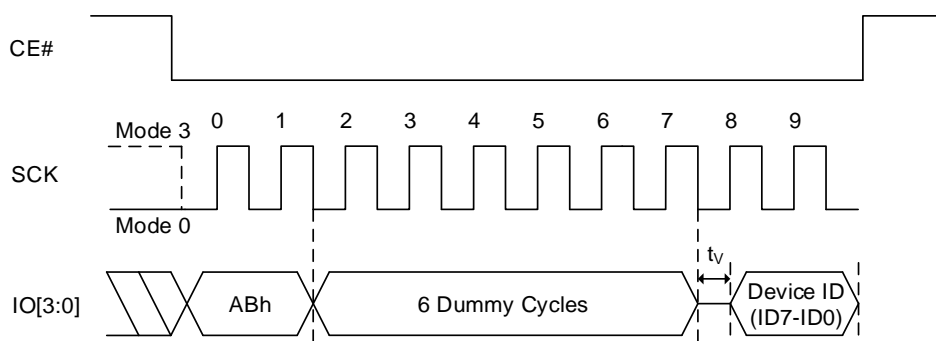 CE#
Mode 3
0 1 2 3 4 5 6 7 8 9
SCK
Mode 0
tV
IO[3:0]
ABh
6 Dummy Cycles
Device ID
(ID7-ID0)